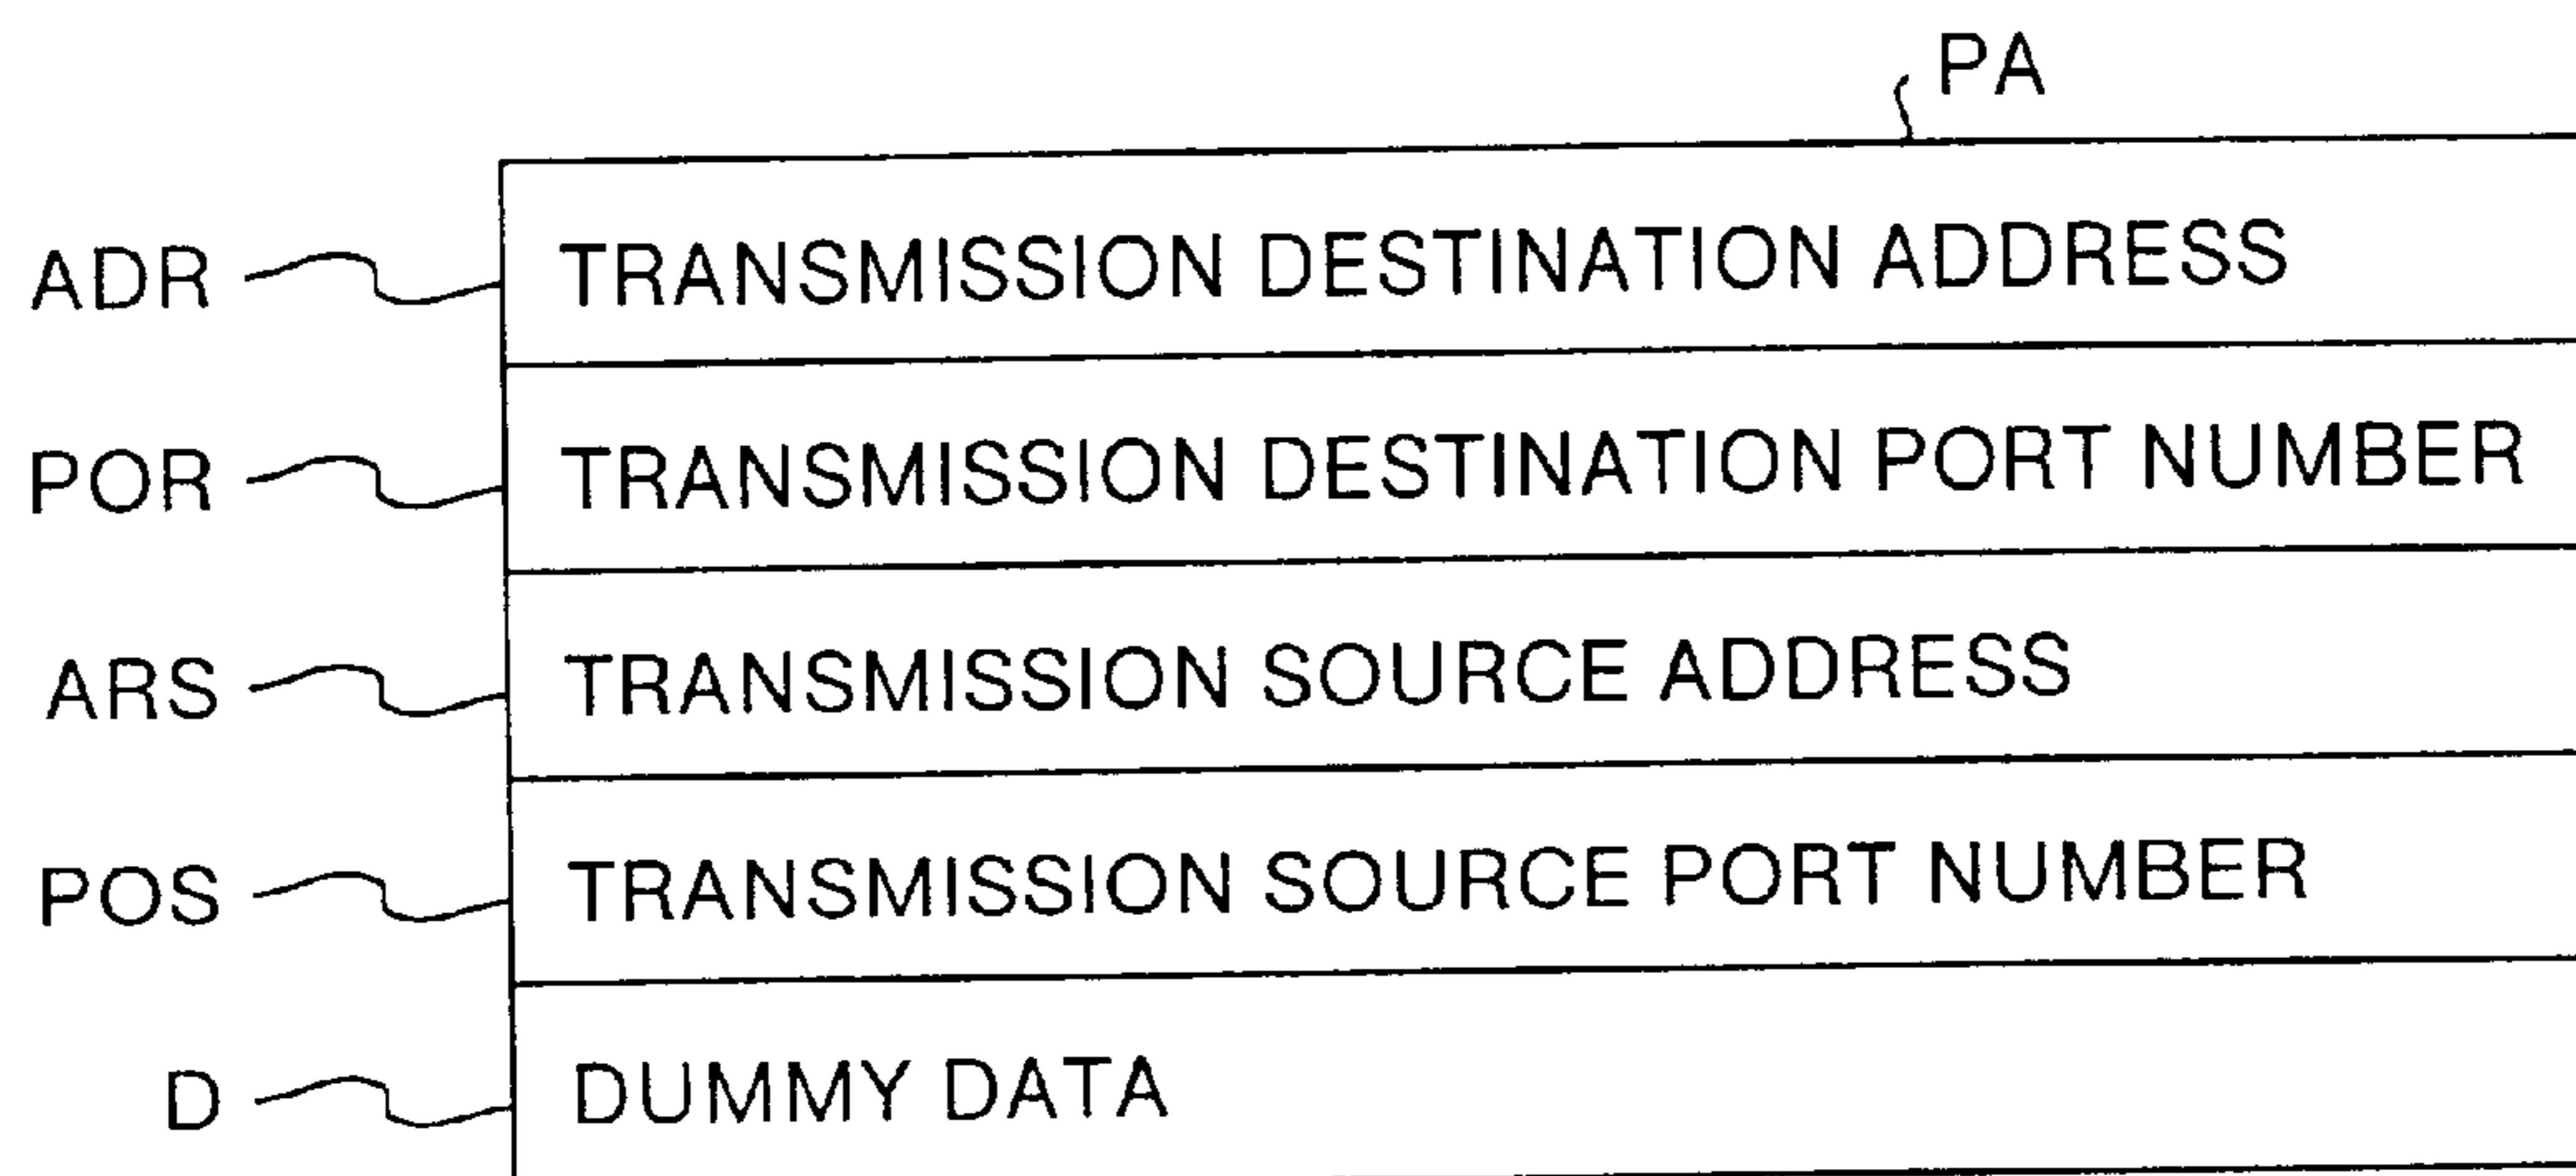 PA
ADR TRANSMISSION DESTINATION ADDRESS
POR TRANSMISSION DESTINATION PORT NUMBER
ARS TRANSMISSION SOURCE ADDRESS
POS TRANSMISSION SOURCE PORT NUMBER
D DUMMY DATA